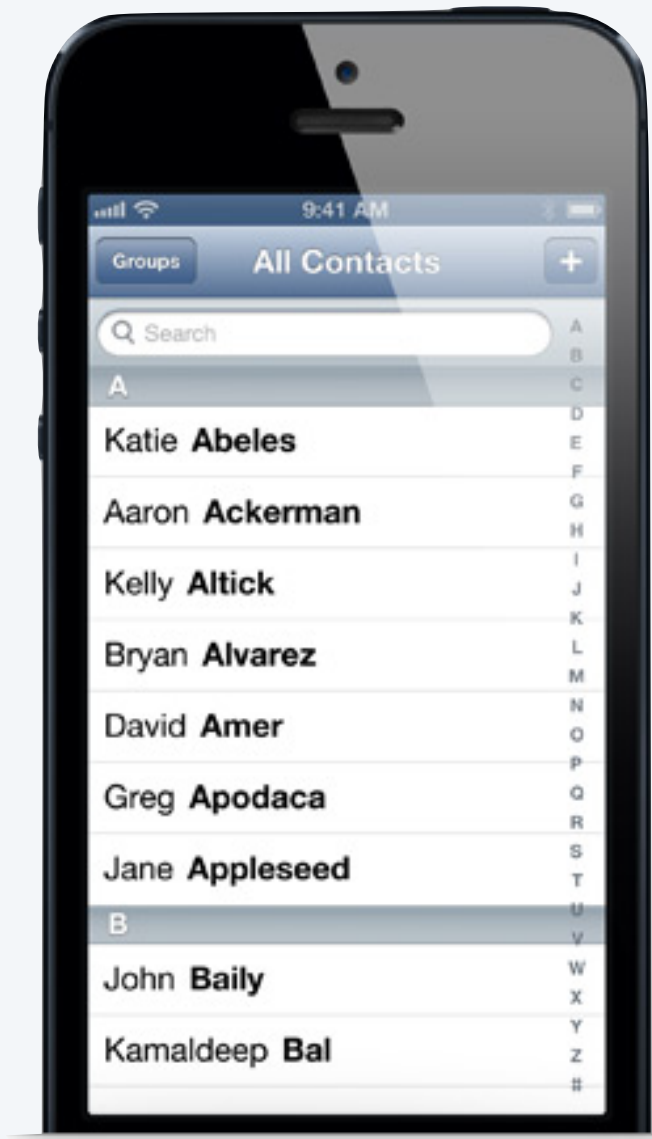 9:41 AM
Groups All Contacts +
Search
A
Katie Abeles
Aaron Ackerman
Kelly Altick
Bryan Alvarez
David Amer
Greg Apodaca
Jane Appleseed
B
John Baily
Kamaldeep Bal
A
B
C
D
E
F
G
H
I
J
K
L
M
N
O
P
Q
R
S
T
U
V
W
X
Y
Z
#